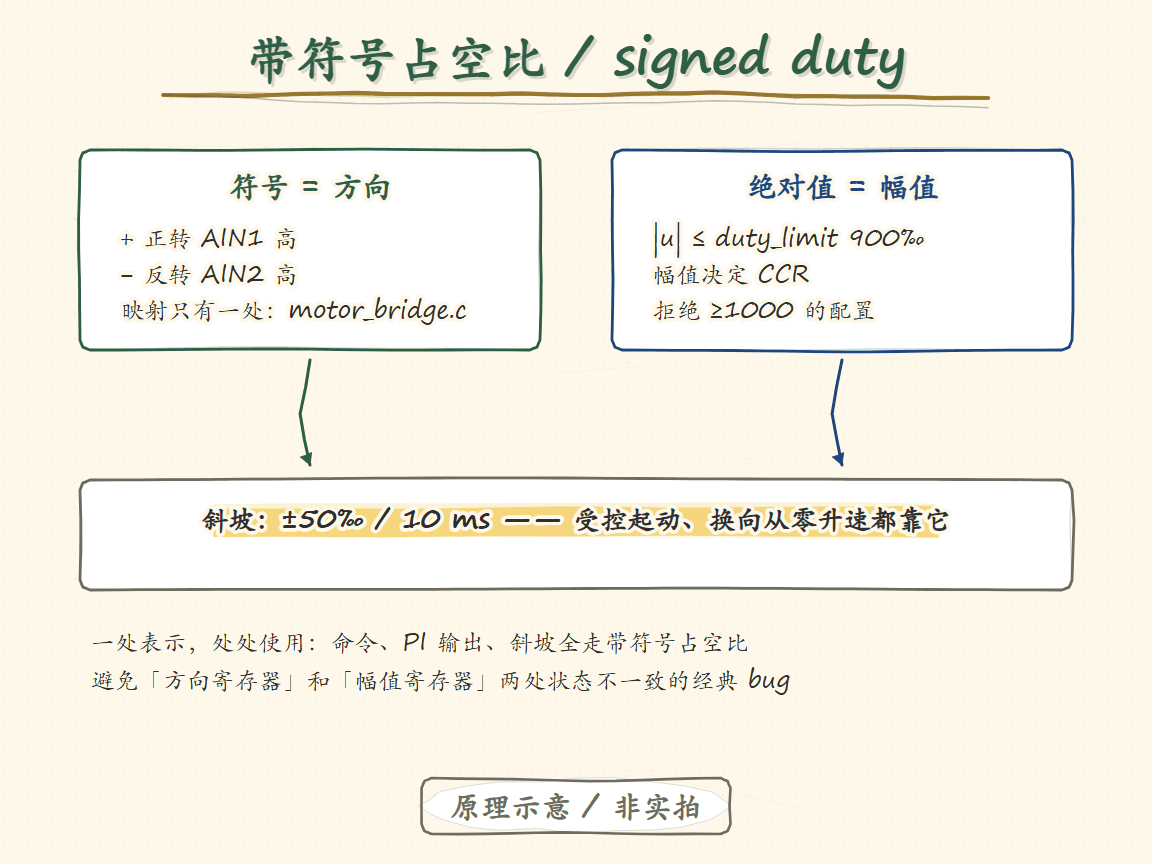 带符号占空比 / signed duty
符号 = 方向
+ 正转 AIN1 高
− 反转 AIN2 高
映射只有一处：motor_bridge.c
绝对值 = 幅值
|u| ≤ duty_limit 900‰
幅值决定 CCR
拒绝 ≥1000 的配置
斜坡：±50‰ / 10 ms —— 受控起动、换向从零升速都靠它
一处表示，处处使用：命令、PI 输出、斜坡全走带符号占空比
避免「方向寄存器」和「幅值寄存器」两处状态不一致的经典 bug
原理示意 / 非实拍